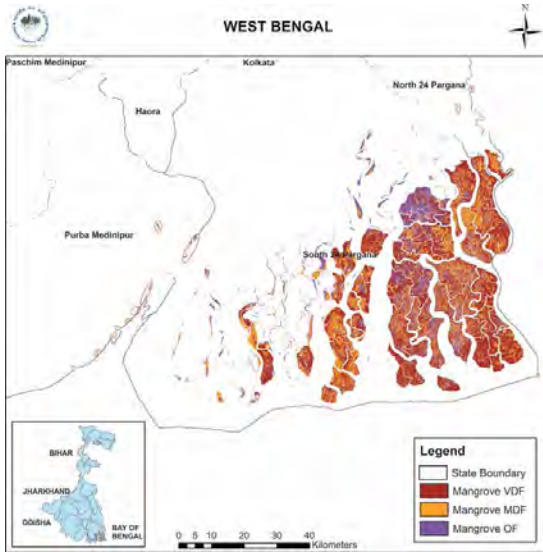 WEST BENGAL
N
Paschim Medinipur
Kolkata
North 24 Pargana
Haora
Purba Medinipur
South 24 Pargana
BIHAR
JHARKHAND
ODISHA
BAY OF
BENGAL
Legend
State Boundary
Mangrove VDF
Mangrove MDF
Mangrove OF
0 5 10 20 30 40
Kilometers